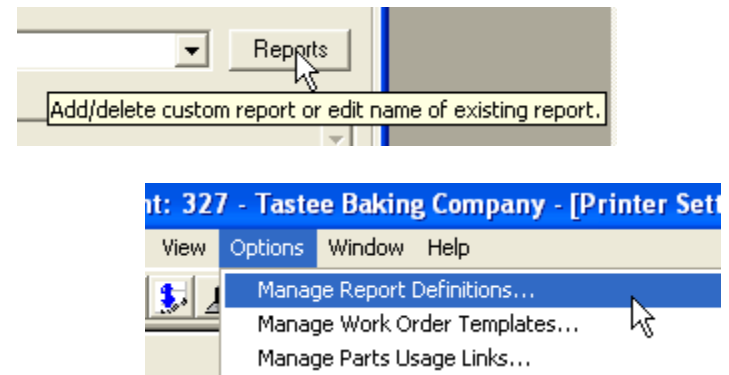 Reports
Add/delete custom report or edit name of existing report.
nt: 327 - Tastee Baking Company - [Printer Sett
View Options Window Help
Manage Report Definitions...
Manage Work Order Templates...
Manage Parts Usage Links...